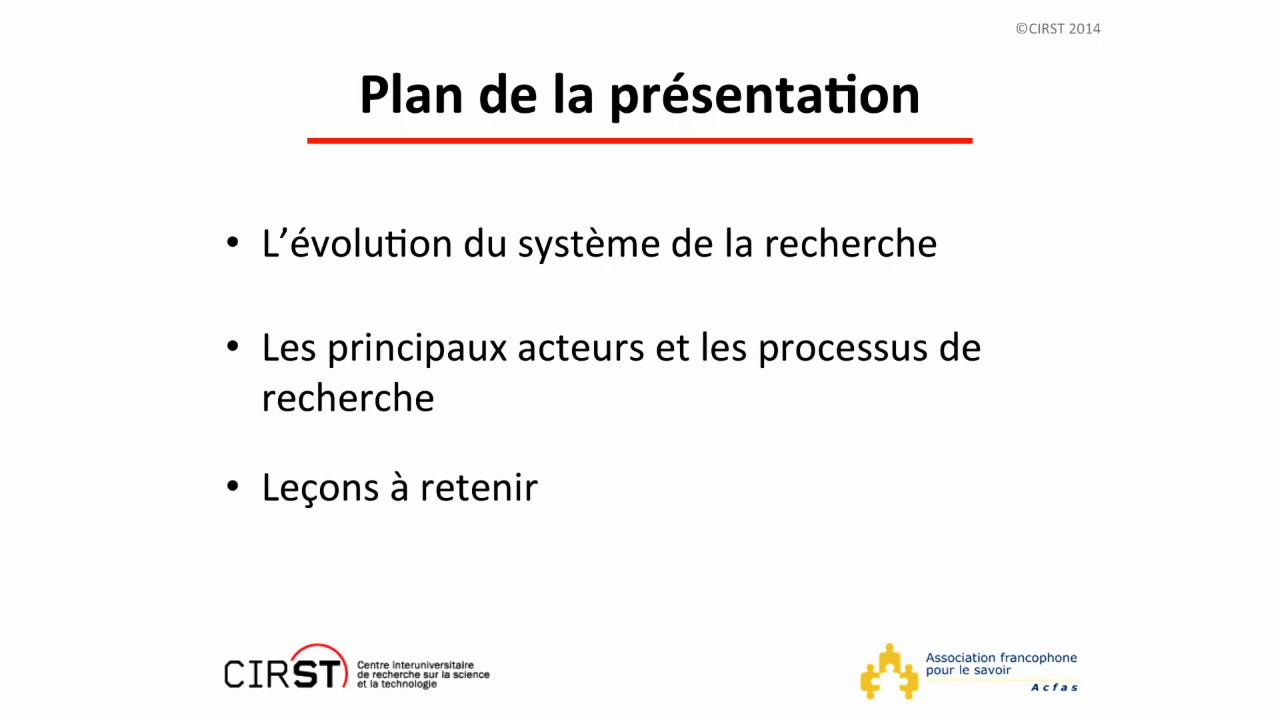 ©CIRST 2014
Plan de la présentation
• L’évolution du système de la recherche
• Les principaux acteurs et les processus de
recherche
• Leçons à retenir
CIRST
Centre interuniversitaire
de recherche sur la science
et la technologie
Association francophone
pour le savoir
Acfas